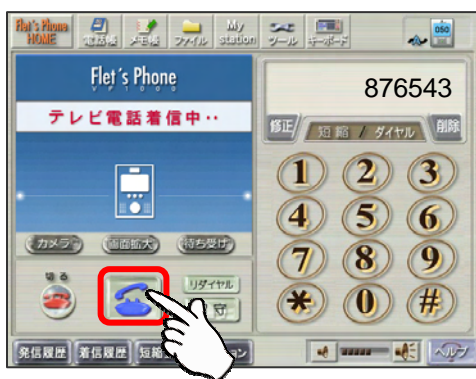 Flet's Phone
HOME
電話帳
メモ帳
ファイル
My
station
ツール
キーボード
050
Flet's Phone
VP1000
テレビ電話着信中‥
カメラ
画面拡大
待ち受け
切る
リダイヤル
守
876543
修正
短縮 / ダイヤル
削除
1 2 3
4 5 6
7 8 9
* 0 #
発信履歴
着信履歴
短縮
ン
ヘルプ